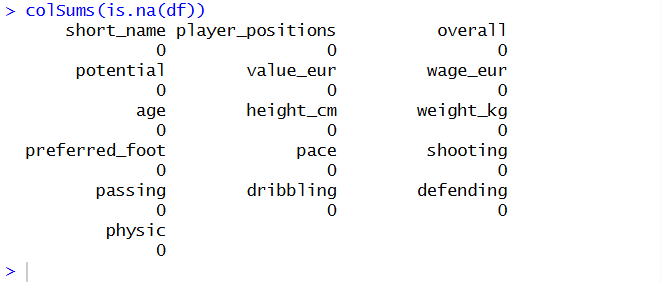 > colSums(is.na(df))
short_name player_positions overall
0 0 0
potential value_eur wage_eur
0 0 0
age height_cm weight_kg
0 0 0
preferred_foot pace shooting
0 0 0
passing dribbling defending
0 0 0
physic
0
>